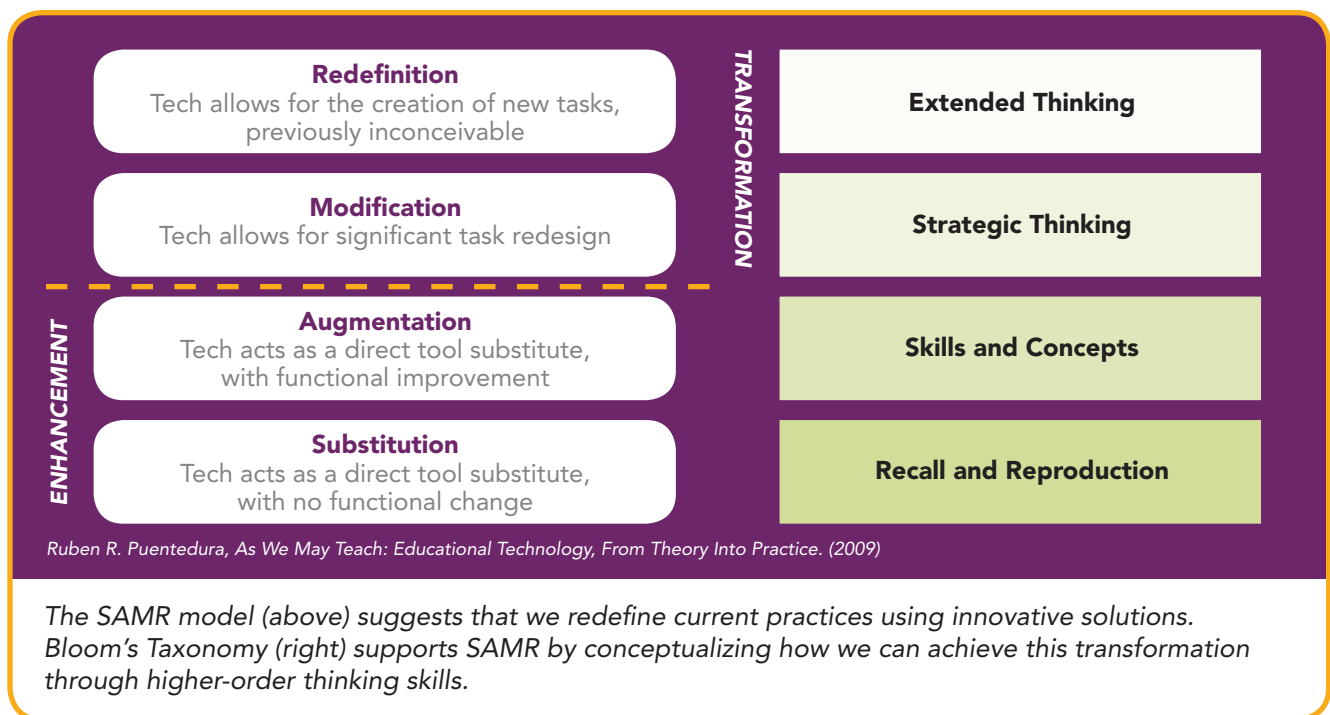 Redefinition
Tech allows for the creation of new tasks,
previously inconceivable
Modification
Tech allows for significant task redesign
TRANSFORMATION
Augmentation
Tech acts as a direct tool substitute,
with functional improvement
Substitution
Tech acts as a direct tool substitute,
with no functional change
ENHANCEMENT
Extended Thinking
Strategic Thinking
Skills and Concepts
Recall and Reproduction
Ruben R. Puentedura, As We May Teach: Educational Technology, From Theory Into Practice. (2009)
The SAMR model (above) suggests that we redefine current practices using innovative solutions.
Bloom’s Taxonomy (right) supports SAMR by conceptualizing how we can achieve this transformation
through higher-order thinking skills.